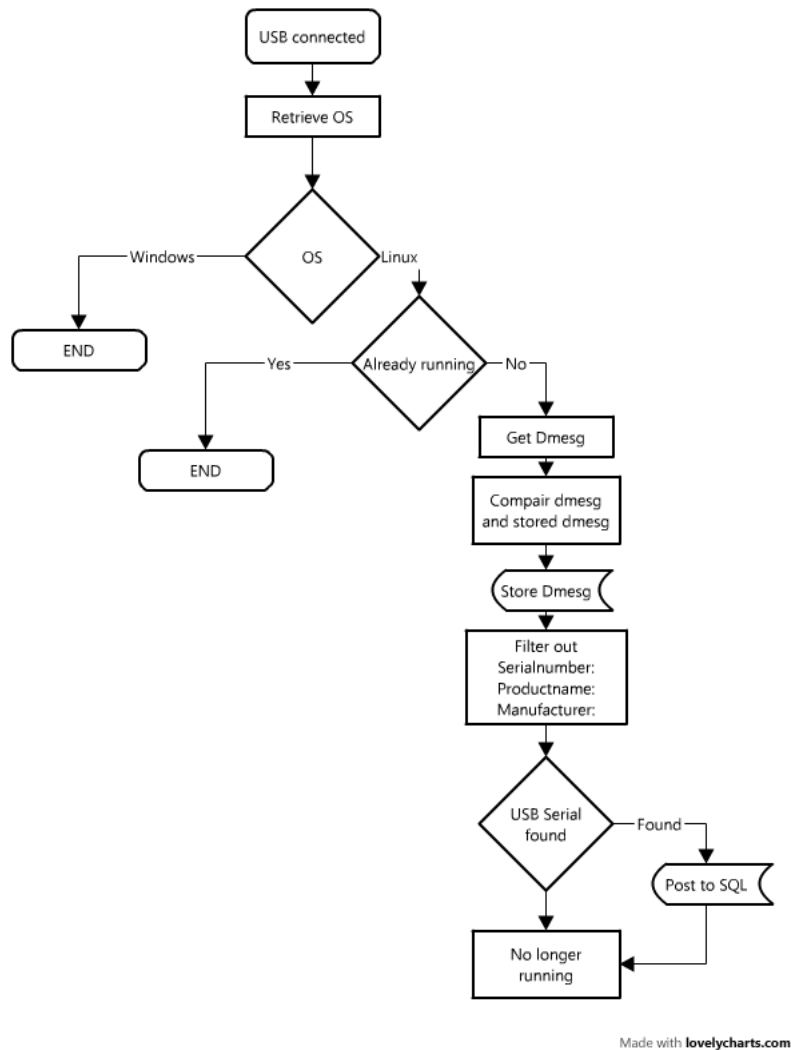 USB connected
Retrieve OS
OS
Windows
Linux
END
Already running
Yes
No
END
Get Dmesg
Compair dmesg
and stored dmesg
Store Dmesg
Filter out
Serialnumber:
Productname:
Manufacturer:
USB Serial
found
Found
Post to SQL
No longer
running
Made with lovelycharts.com